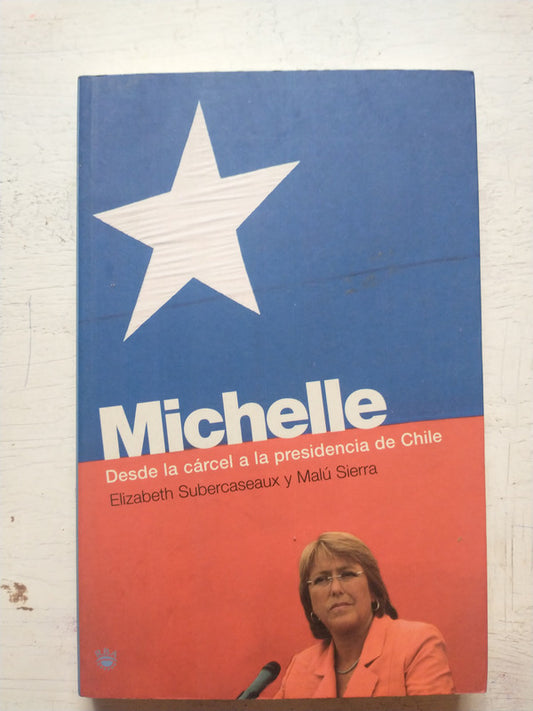 Michelle
Desde la cárcel a la presidencia de Chile
Elizabeth Subercaseaux y Malú Sierra